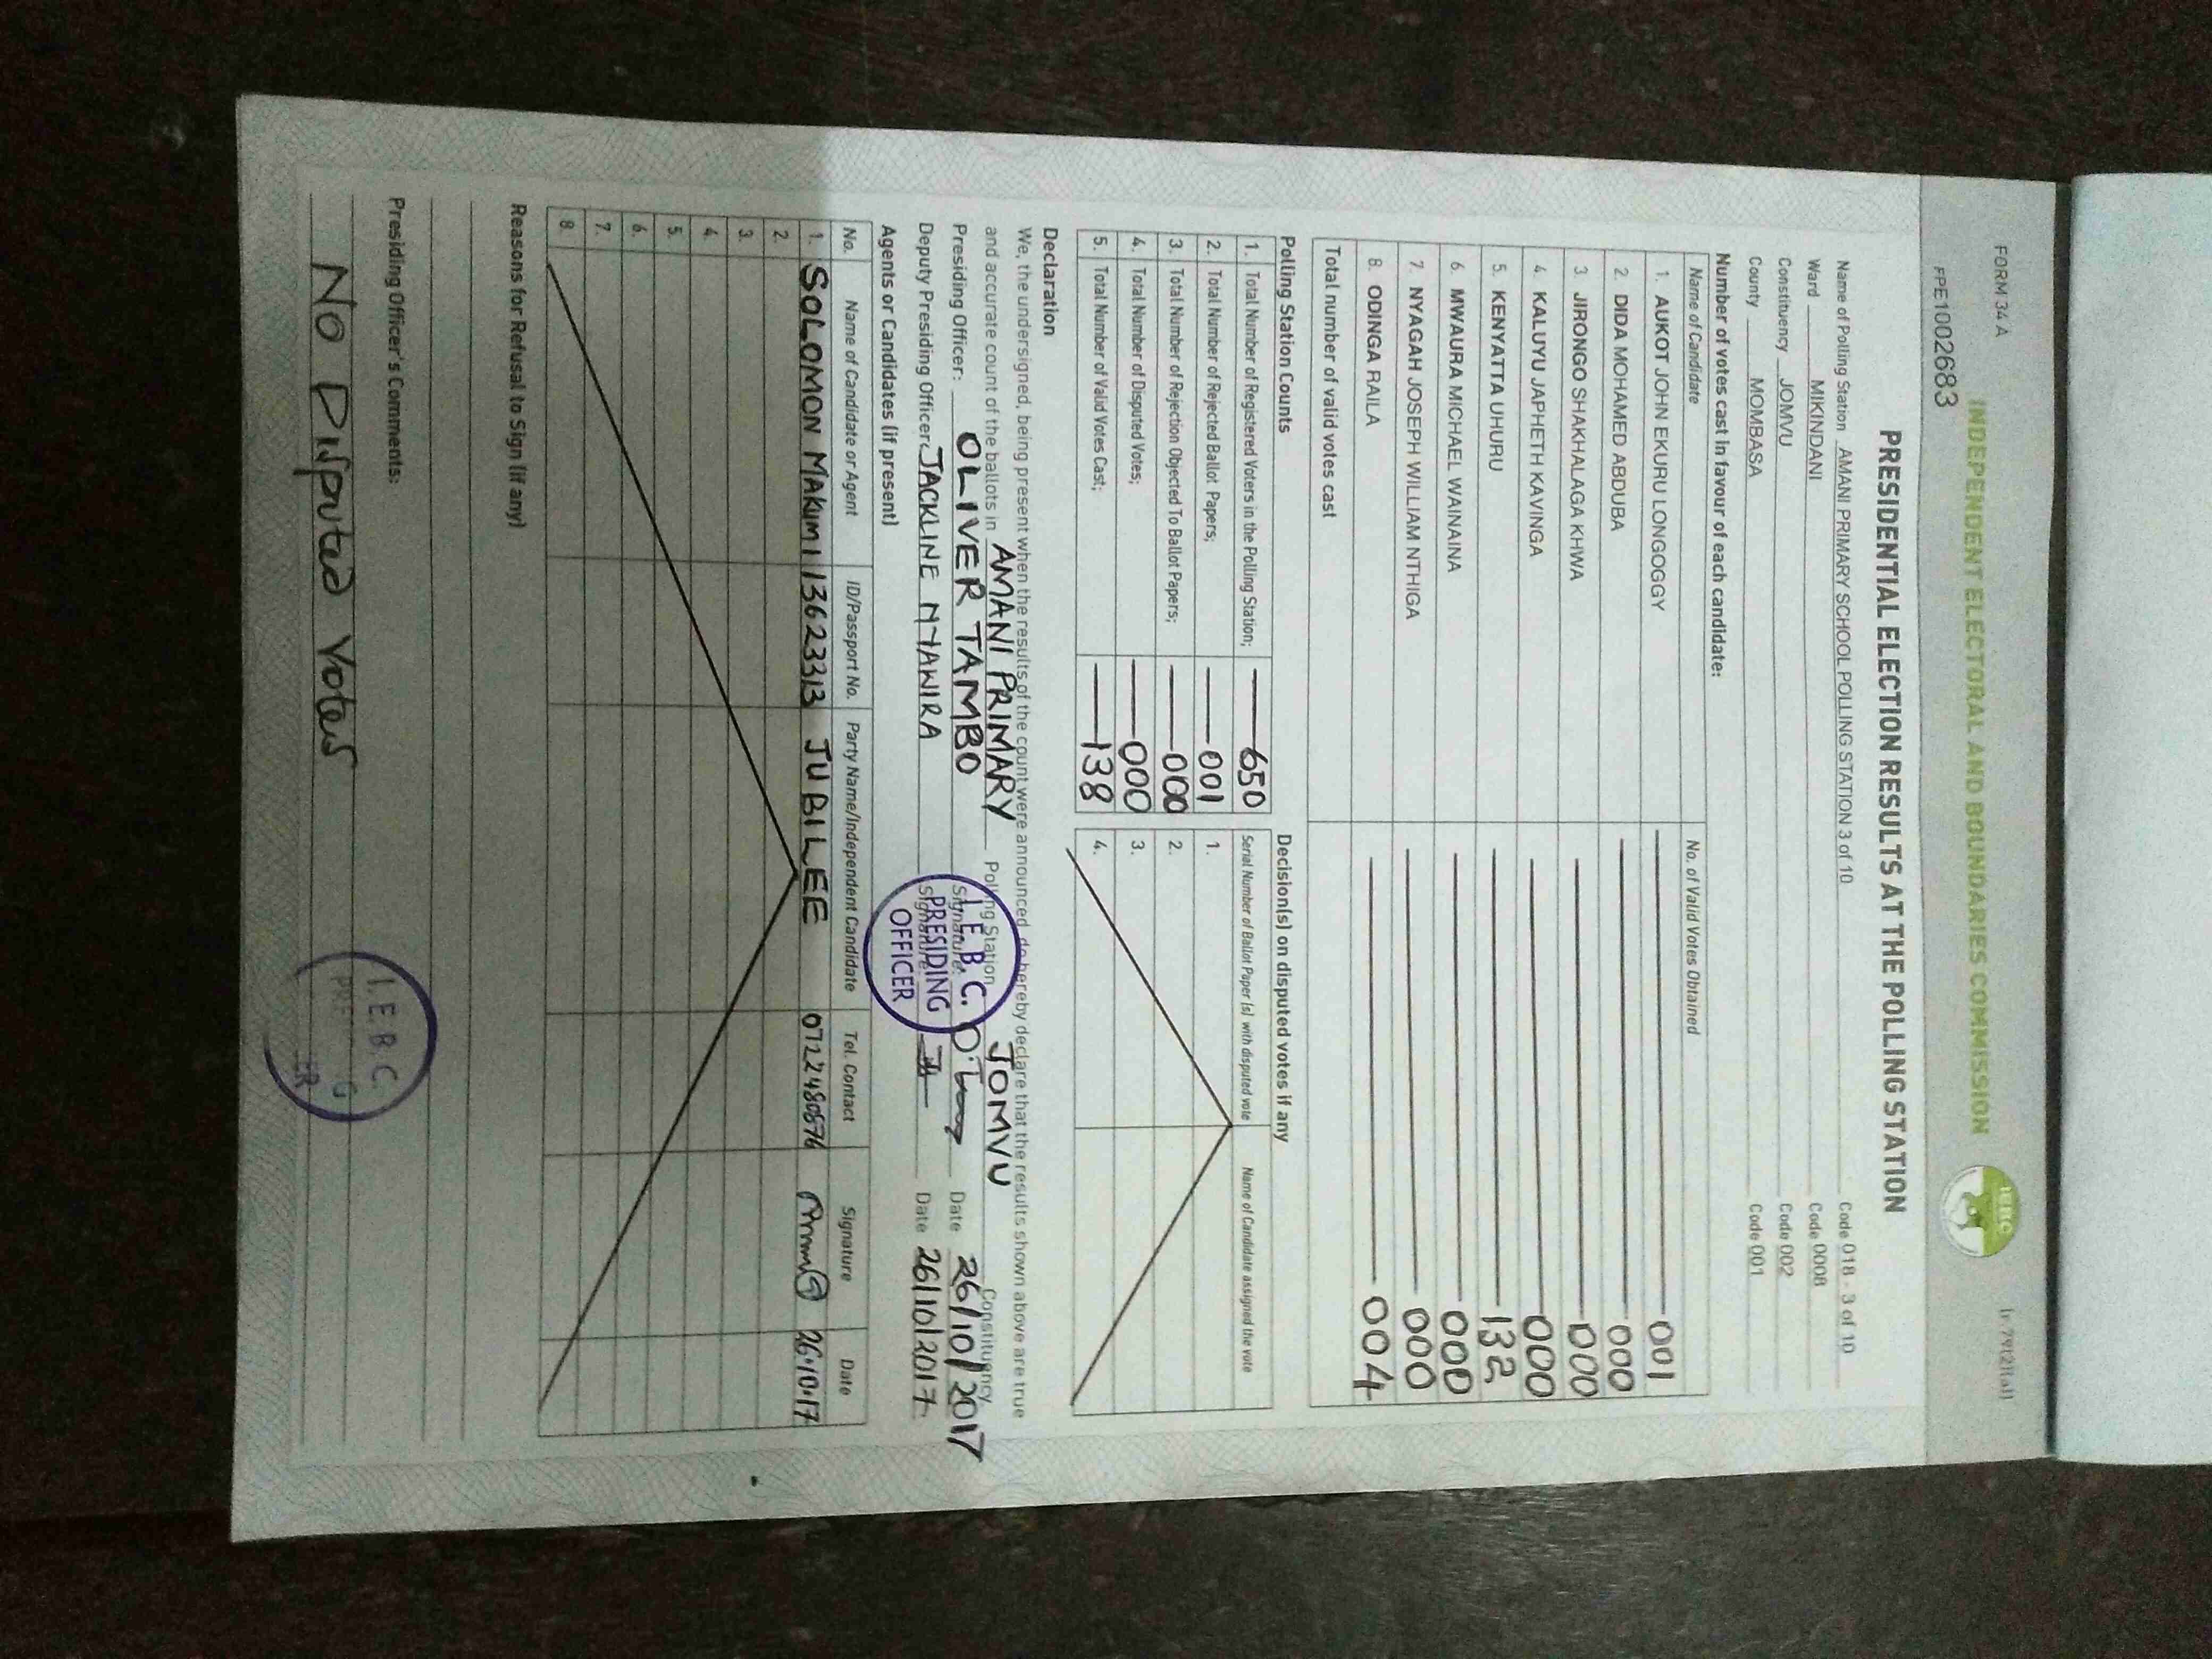 FORM 34 A
INDEPENDENT ELECTORAL AND BOUNDARIES COMMISSION
IEBC
PPE1002683
PRESIDENTIAL ELECTION RESULTS AT THE POLLING STATION
Name of Polling Station AMANI PRIMARY SCHOOL POLLING STATION 3 of 10 Code 018 - 3 of 10
Ward MIKINDANI Code 0008
Constituency JOMVU Code 002
County MOMBASA Code 001
Number of votes cast in favour of each candidate:
Name of Candidate No. of Valid Votes Obtained
1. AUKOT JOHN EKURU LONGOGGY 001
2. DIDA MOHAMED ABDUBA 000
3. JIRONGO SHAKHALAGA KHWA 000
4. KALUYU JAPHETH KAVINGA 000
5. KENYATTA UHURU 132
6. MWAURA MICHAEL WAINAINA 000
7. NYAGAH JOSEPH WILLIAM NTHIGA 000
8. ODINGA RAILA 004
Total number of valid votes cast
Polling Station Counts
1. Total Number of Registered Voters in the Polling Station; 650
2. Total Number of Rejected Ballot Papers; 001
3. Total Number of Rejection Objected To Ballot Papers; 000
4. Total Number of Disputed Votes; 000
5. Total Number of Valid Votes Cast; 138
Decision(s) on disputed votes if any
Serial Number of Ballot Paper (s) with disputed vote Name of Candidate assigned the vote
1.
2.
3.
4.
Declaration
We, the undersigned, being present when the results of the count were announced, do hereby declare that the results shown above are true
and accurate count of the ballots in AMANI PRIMARY Polling Station JOMVU Constituency
Presiding Officer: OLIVER TAMBO Signature: Date 26/10/2017
Deputy Presiding Officer: JACKLINE NYAWIRA Signature: Date 26/10/2017
I.E.B.C.
PRESIDING
OFFICER
Agents or Candidates (if present)
No. Name of Candidate or Agent ID/Passport No. Party Name/Independent Candidate Tel. Contact Signature Date
1. SOLOMON MAKUMI 13623313 JUBILEE 0722480576 26.10.17
2.
3.
4.
5.
6.
7.
8.
Reasons for Refusal to Sign (if any)
Presiding Officer's Comments:
NO Disputed Votes
I.E.B.C.